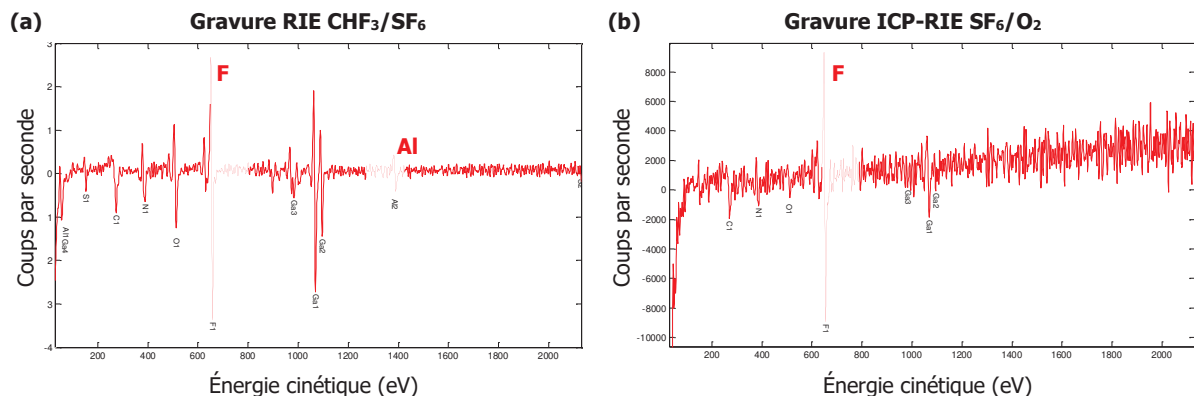 (a) Gravure RIE CHF₃/SF₆
3
2
1
0
1
2
3
-4
Coups par seconde
F
Al
Al1
Ga4
S1
C1
N1
O1
F1
Ga3
Ga1
Ga2
Al2
200 400 600 800 1000 1200 1400 1600 1800 2000
Énergie cinétique (eV)
(b) Gravure ICP-RIE SF₆/O₂
8000
6000
4000
2000
0
-2000
-4000
-6000
-8000
-10000
Coups par seconde
F
C1
N1
O1
F1
Ga3
Ga1
Ga2
200 400 600 800 1000 1200 1400 1600 1800 2000
Énergie cinétique (eV)